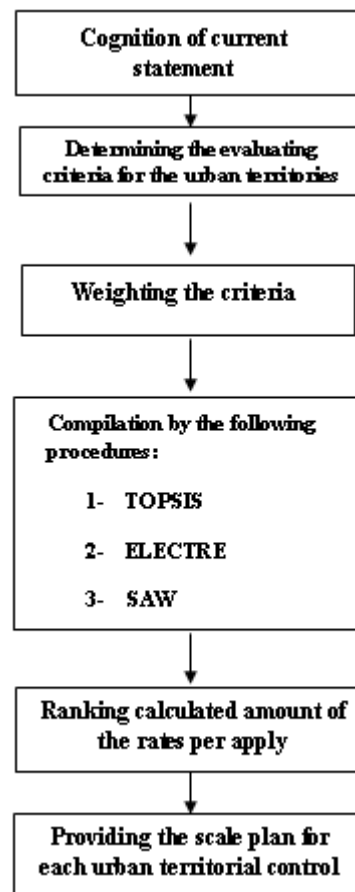 Cognition of current
statement
Determining the evaluating
criteria for the urban territories
Weighting the criteria
Compilation by the following
procedures:
1- TOPSIS
2- ELECTRE
3- SAW
Ranking calculated amount of
the rates per apply
Providing the scale plan for
each urban territorial control